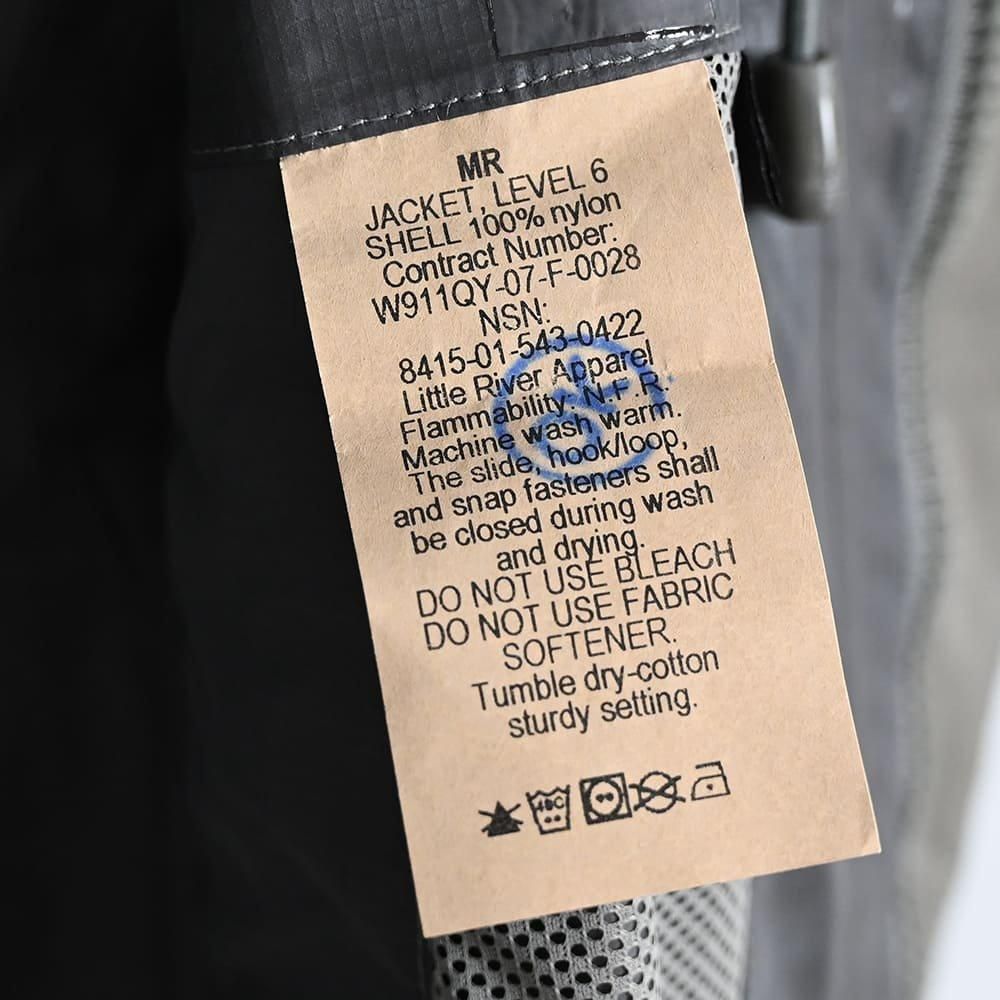 MR
JACKET, LEVEL 6
SHELL 100% nylon
Contract Number:
W911QY-07-F-0028
NSN:
8415-01-543-0422
Little River Apparel
Flammability: N.F.R.
Machine wash warm.
The slide, hook/loop,
and snap fasteners shall
be closed during wash
and drying.
DO NOT USE BLEACH
DO NOT USE FABRIC
SOFTENER.
Tumble dry-cotton
sturdy setting.